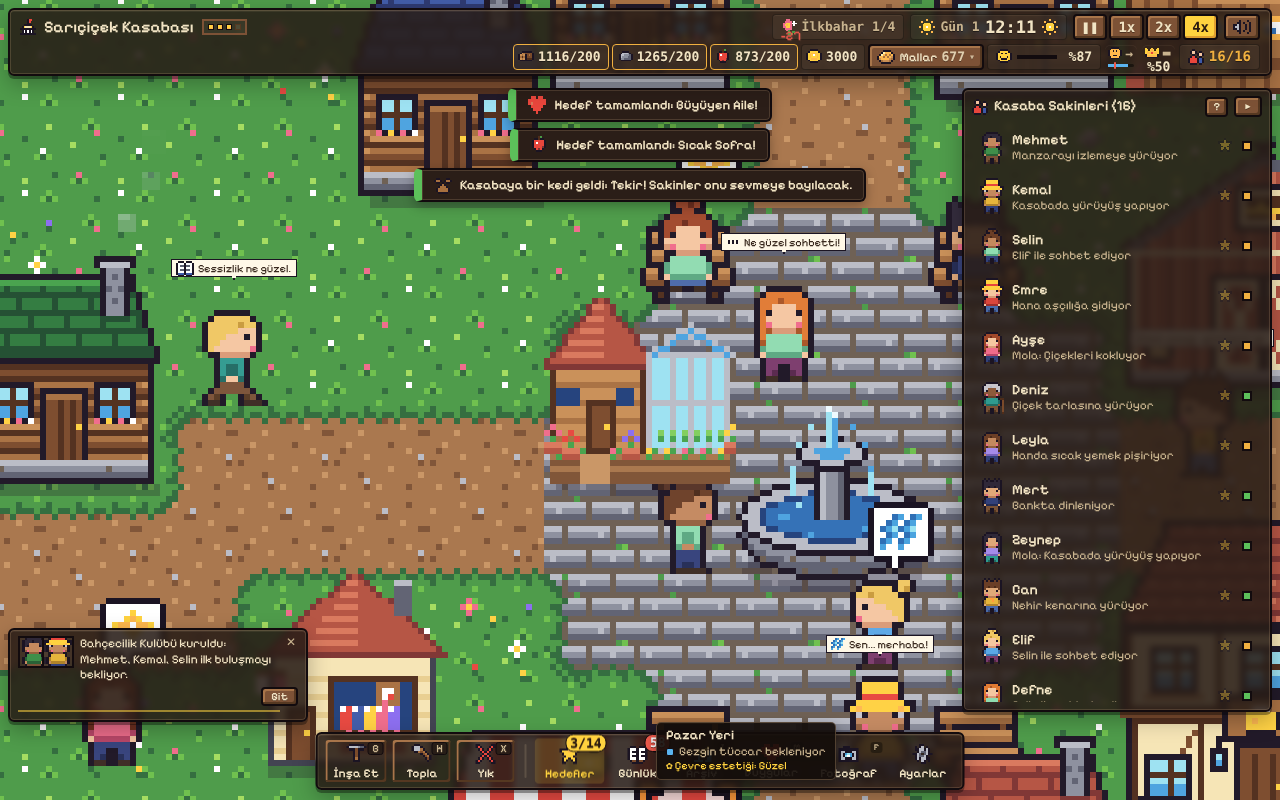 Sarıçiçek Kasabası
İlkbahar 1/4
Gün 1 12:11
1x
2x
4x
1116/200
1265/200
873/200
3000
Mallar 677
%87
%50
16/16
Hedef tamamlandı: Büyüyen Aile!
Hedef tamamlandı: Sıcak Sofra!
Kasabaya bir kedi geldi: Tekir! Sakinler onu sevmeye bayılacak.
Kasaba Sakinleri (16)
?
Mehmet
Manzarayı izlemeye yürüyor
Kemal
Kasabada yürüyüş yapıyor
Selin
Elif ile sohbet ediyor
Emre
Hana aşçılığa gidiyor
Ayşe
Mola: Çiçekleri kokluyor
Deniz
Çiçek tarlasına yürüyor
Leyla
Handa sıcak yemek pişiriyor
Mert
Bankta dinleniyor
Zeynep
Mola: Kasabada yürüyüş yapıyor
Can
Nehir kenarına yürüyor
Elif
Selin ile sohbet ediyor
Defne
Ne güzel sohbetti!
Sessizlik ne güzel.
Sen... merhaba!
Bahçecilik Kulübü kuruldu:
Mehmet, Kemal, Selin ilk buluşmayı
bekliyor.
Git
Pazar Yeri
Gezgin tüccar bekleniyor
Çevre estetiği: Güzel
İnşa Et
B
Topla
H
Yık
X
Hedefler
3/14
Günlük
5
Fotoğraf
P
Ayarlar